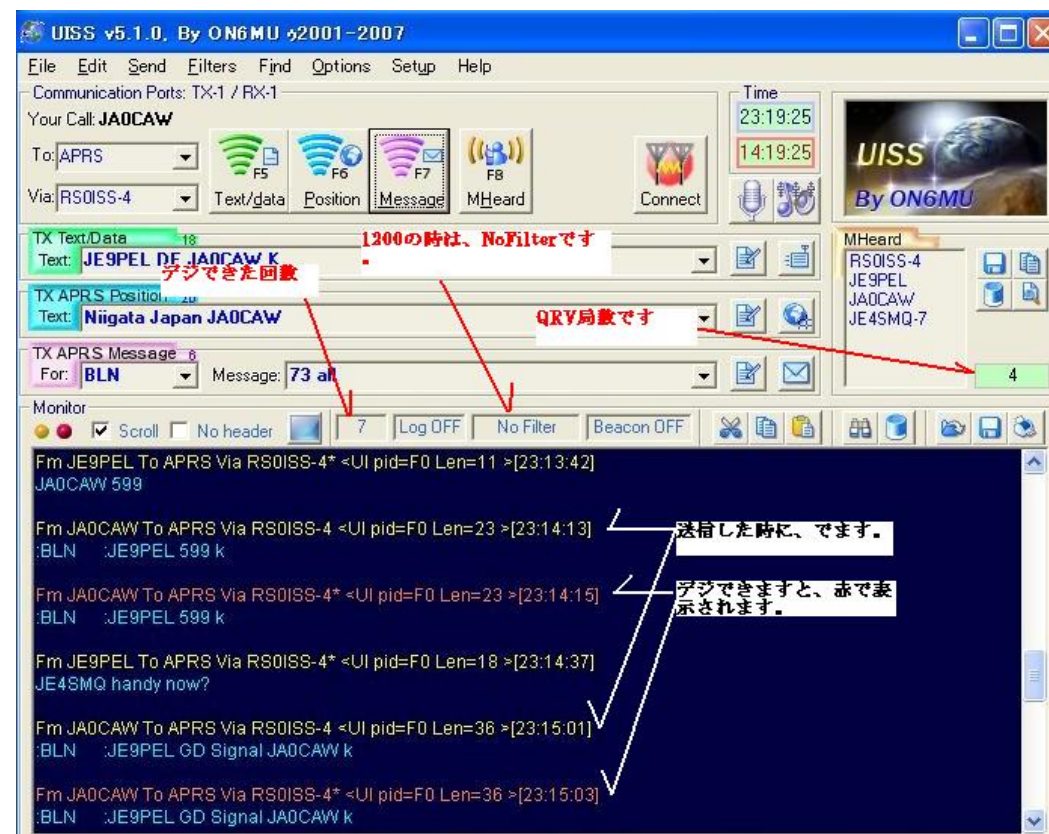 UISS v5.1.0, By ON6MU 2001-2007
File Edit Send Filters Find Options Setup Help
Communication Ports: TX-1 / RX-1
Your Call: JA0CAW
To: APRS
Via: RS0ISS-4
F5
Text/data
F6
Position
F7
Message
F8
MHeard
Connect
Time
23:19:25
14:19:25
UISS
By ON6MU
TX Text/Data 18
Text: JE9PEL DE JA0CAW K
デジできた回数
1200の時は、NoFilterです
。
TX APRS Position 20
Text: Niigata Japan JA0CAW
QRV局数です
TX APRS Message 6
For: BLN Message: 73 all
MHeard
RS0ISS-4
JE9PEL
JA0CAW
JE4SMQ-7
4
Monitor
Scroll No header 7 Log OFF No Filter Beacon OFF
Fm JE9PEL To APRS Via RS0ISS-4* <UI pid=F0 Len=11 >[23:13:42]
JA0CAW 599
Fm JA0CAW To APRS Via RS0ISS-4 <UI pid=F0 Len=23 >[23:14:13]
:BLN :JE9PEL 599 k
送信した時に、でます。
Fm JA0CAW To APRS Via RS0ISS-4* <UI pid=F0 Len=23 >[23:14:15]
:BLN :JE9PEL 599 k
デジできますと、赤で表
示されます。
Fm JE9PEL To APRS Via RS0ISS-4* <UI pid=F0 Len=18 >[23:14:37]
JE4SMQ handy now?
Fm JA0CAW To APRS Via RS0ISS-4 <UI pid=F0 Len=36 >[23:15:01]
:BLN :JE9PEL GD Signal JA0CAW k
Fm JA0CAW To APRS Via RS0ISS-4* <UI pid=F0 Len=36 >[23:15:03]
:BLN :JE9PEL GD Signal JA0CAW k